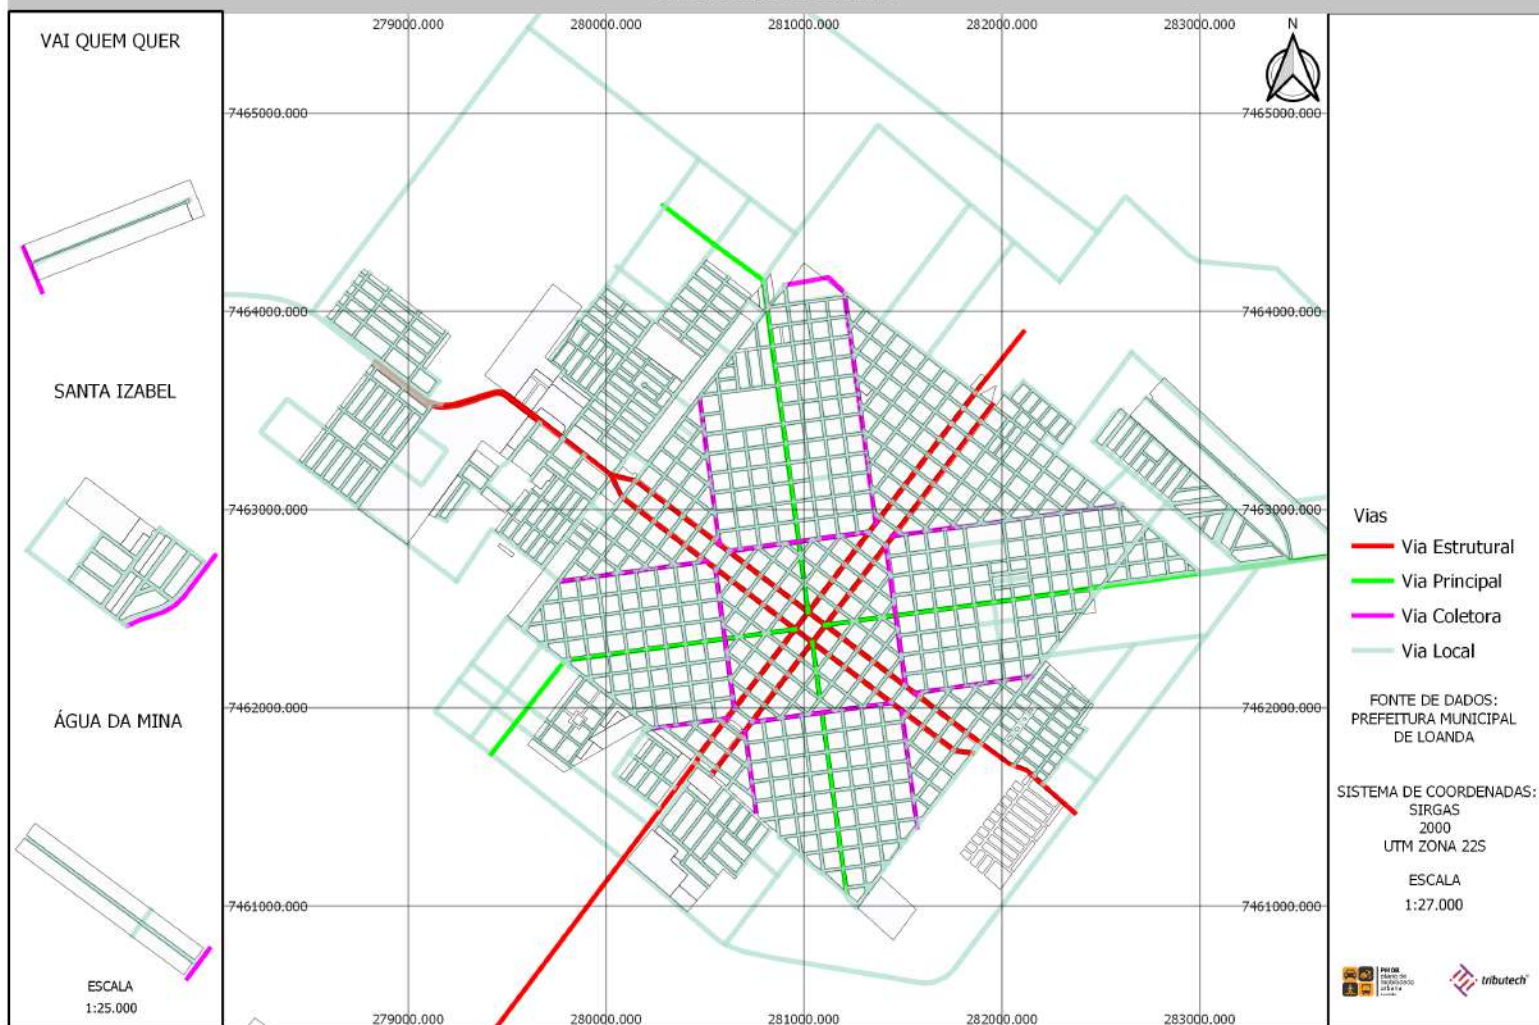 VAI QUEM QUER
SANTA IZABEL
ÁGUA DA MINA
ESCALA
1:25.000
279000.000
280000.000
281000.000
282000.000
283000.000
N
7465000.000
7465000.000
7464000.000
7464000.000
7463000.000
7463000.000
7462000.000
7462000.000
7461000.000
7461000.000
279000.000
280000.000
281000.000
282000.000
283000.000
Vias
Via Estrutural
Via Principal
Via Coletora
Via Local
FONTE DE DADOS:
PREFEITURA MUNICIPAL
DE LOANDA
SISTEMA DE COORDENADAS:
SIRGAS
2000
UTM ZONA 22S
ESCALA
1:27.000
plano de
mobilidade
urbana
tributech